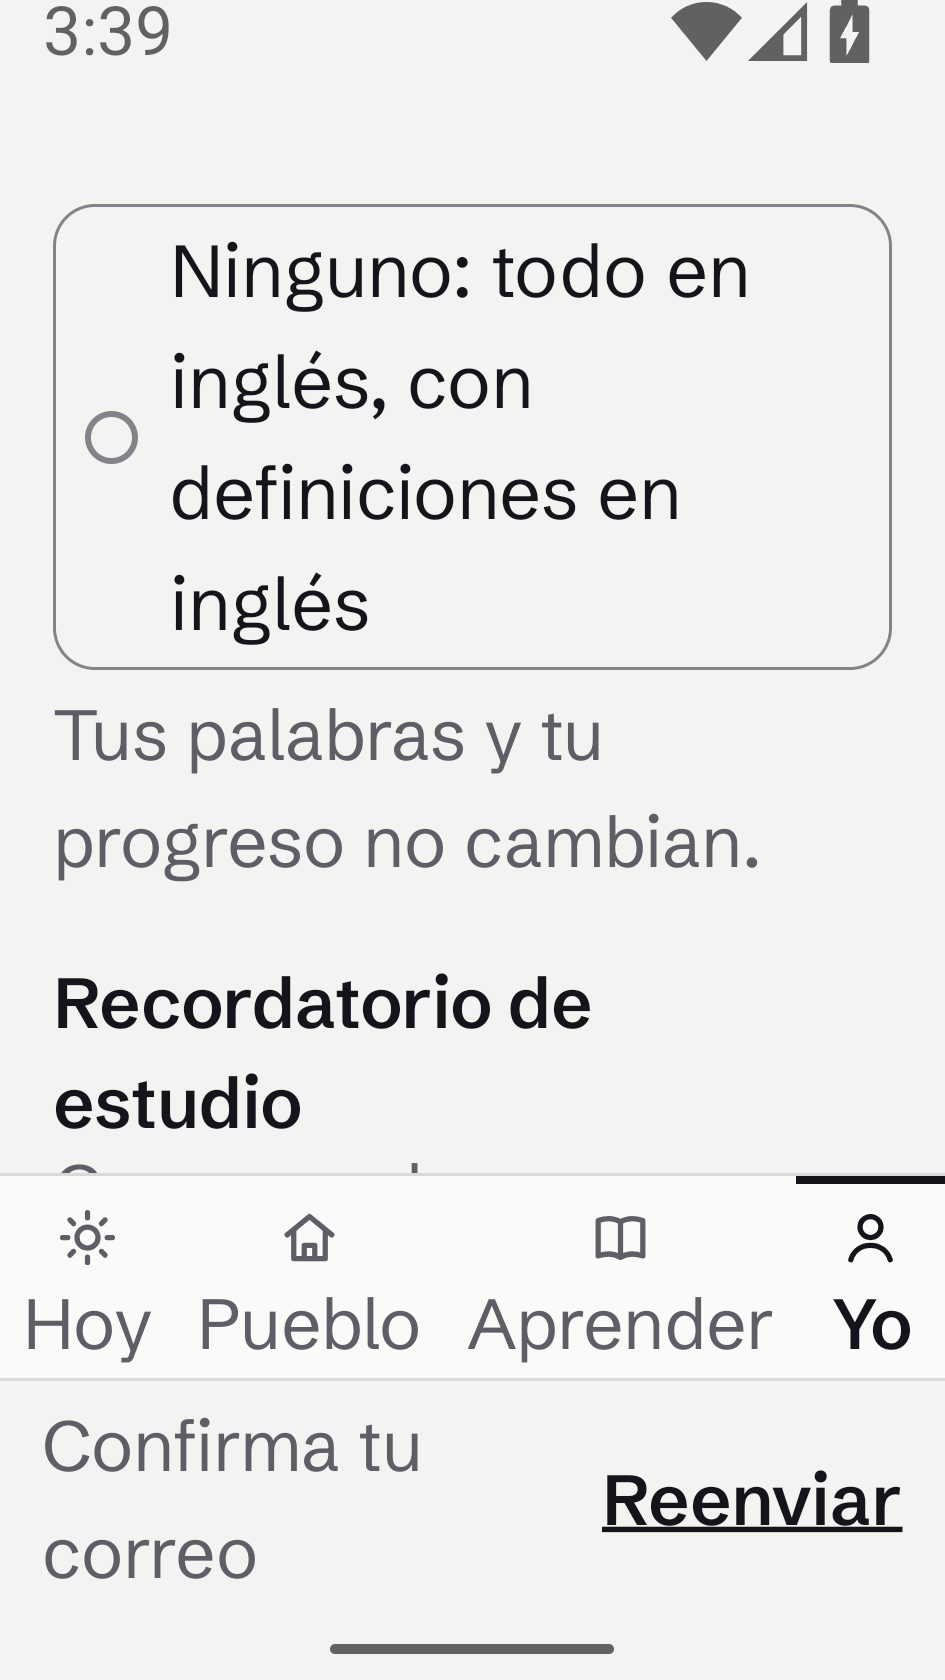 3:39
Ninguno: todo en
inglés, con
definiciones en
inglés
Tus palabras y tu
progreso no cambian.
Recordatorio de
estudio
Hoy
Pueblo
Aprender
Yo
Confirma tu
correo
Reenviar